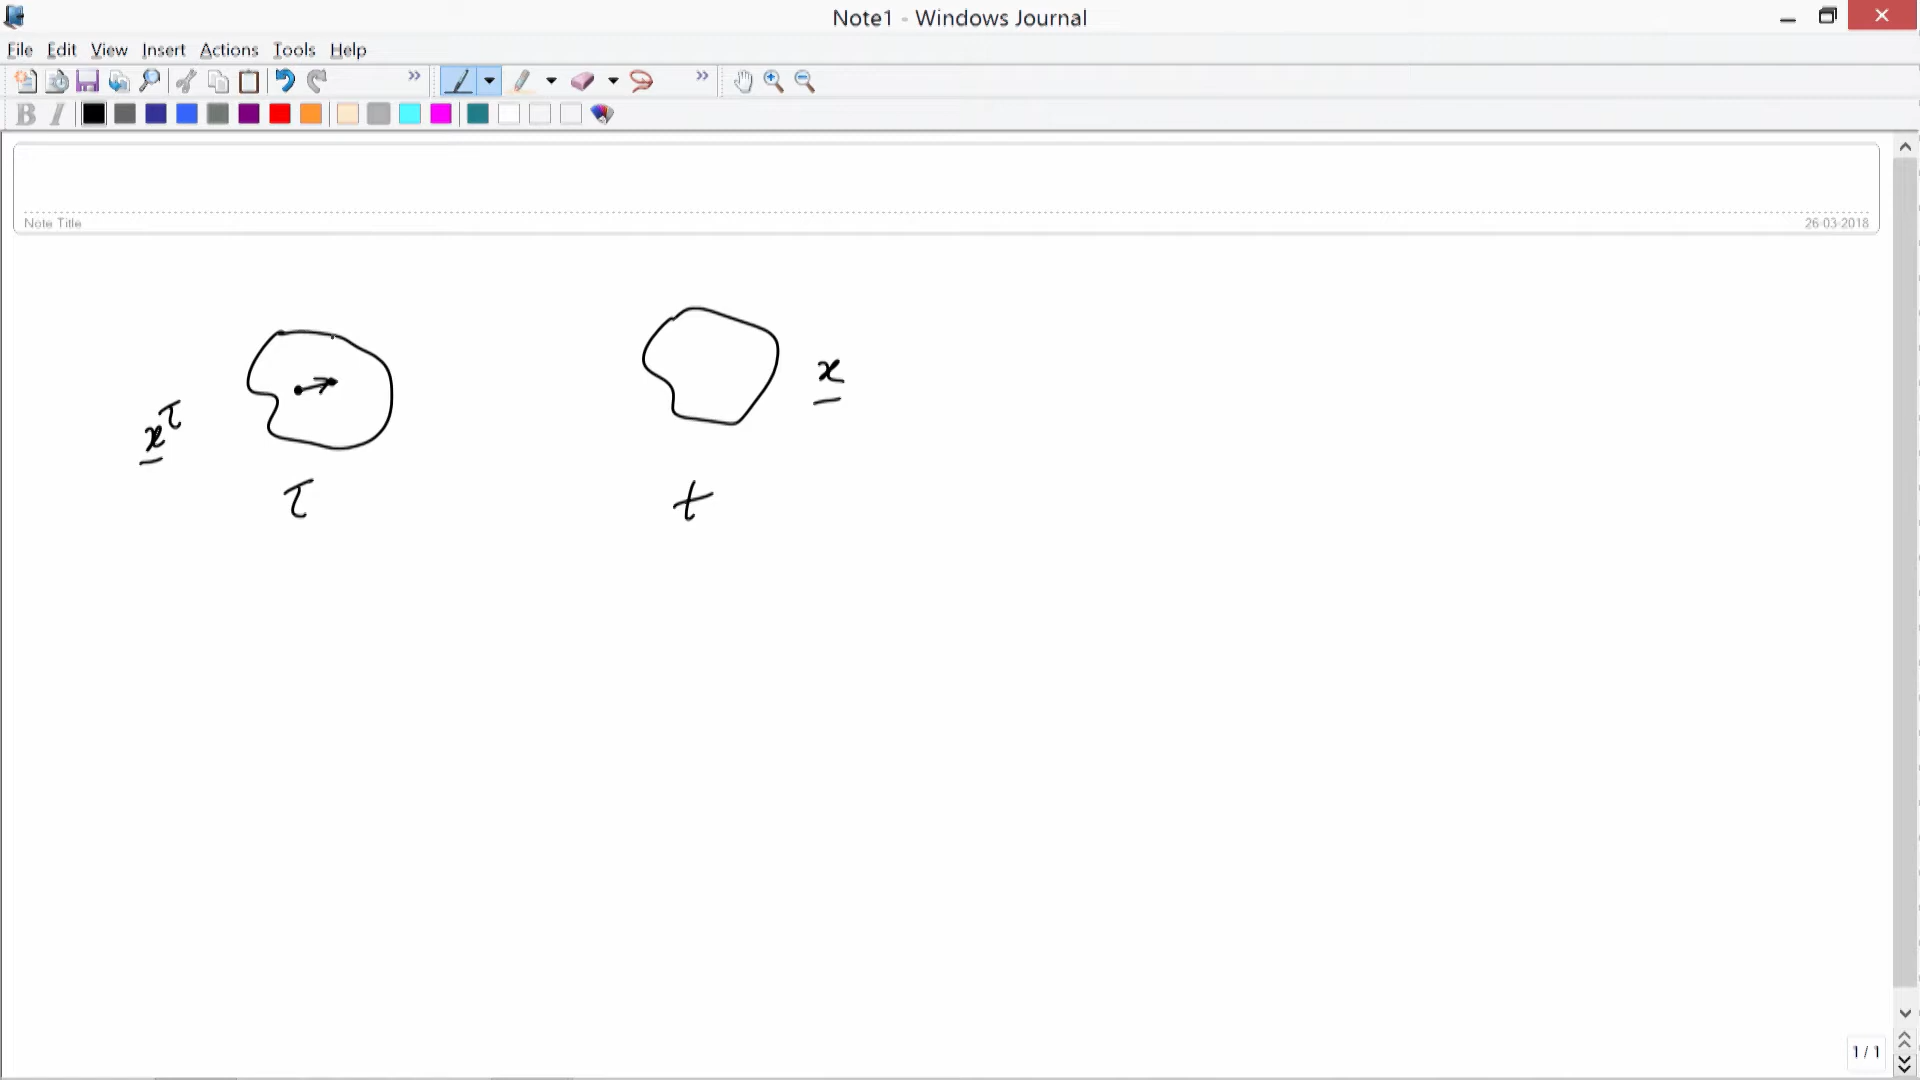 Note1 - Windows Journal
File Edit View Insert Actions Tools Help
» »
B I
Note Title 26-03-2018
x
x^τ
τ t
1 / 1